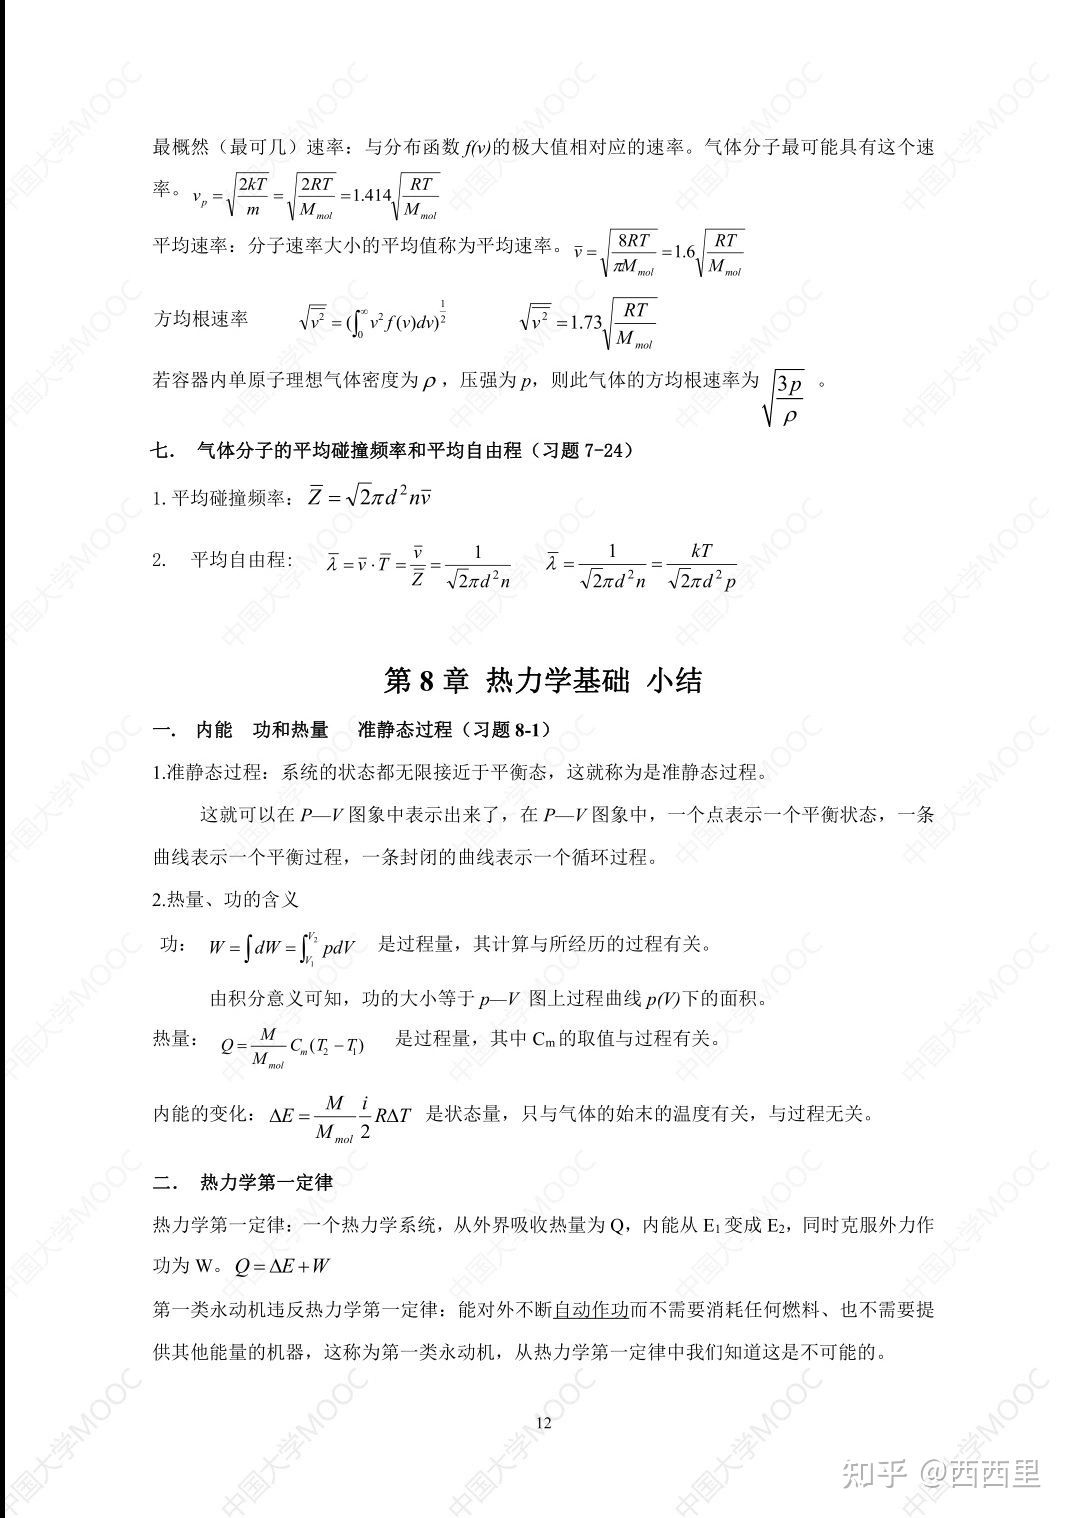 最概然（最可几）速率：与分布函数 f(v)的极大值相对应的速率。气体分子最可能具有这个速
率。 $v_p=\sqrt{\frac{2kT}{m}}=\sqrt{\frac{2RT}{M_{mol}}}=1.414\sqrt{\frac{RT}{M_{mol}}}$
平均速率：分子速率大小的平均值称为平均速率。 $\bar{v}=\sqrt{\frac{8RT}{\pi M_{mol}}}=1.6\sqrt{\frac{RT}{M_{mol}}}$
方均根速率 $\sqrt{\overline{v^2}}=(\int_0^\infty v^2 f(v)dv)^{\frac{1}{2}}$ $\sqrt{\overline{v^2}}=1.73\sqrt{\frac{RT}{M_{mol}}}$
若容器内单原子理想气体密度为 $\rho$ ，压强为 p，则此气体的方均根速率为 $\sqrt{\frac{3p}{\rho}}$ 。
七． 气体分子的平均碰撞频率和平均自由程（习题 7-24）
1.平均碰撞频率： $\overline{Z}=\sqrt{2}\pi d^2 n\bar{v}$
2. 平均自由程： $\bar{\lambda}=\bar{v}\cdot\overline{T}=\frac{\bar{v}}{\overline{Z}}=\frac{1}{\sqrt{2}\pi d^2 n}$ $\bar{\lambda}=\frac{1}{\sqrt{2}\pi d^2 n}=\frac{kT}{\sqrt{2}\pi d^2 p}$
第 8 章 热力学基础 小结
一． 内能 功和热量 准静态过程（习题 8-1）
1.准静态过程：系统的状态都无限接近于平衡态，这就称为是准静态过程。
这就可以在 P—V 图象中表示出来了，在 P—V 图象中，一个点表示一个平衡状态，一条
曲线表示一个平衡过程，一条封闭的曲线表示一个循环过程。
2.热量、功的含义
功： $W=\int dW=\int_{V_1}^{V_2} pdV$ 是过程量，其计算与所经历的过程有关。
由积分意义可知，功的大小等于 p—V 图上过程曲线 p(V)下的面积。
热量： $Q=\frac{M}{M_{mol}}C_m(T_2-T_1)$ 是过程量，其中 Cm 的取值与过程有关。
内能的变化： $\Delta E=\frac{M}{M_{mol}}\frac{i}{2}R\Delta T$ 是状态量，只与气体的始末的温度有关，与过程无关。
二． 热力学第一定律
热力学第一定律：一个热力学系统，从外界吸收热量为 Q，内能从 E₁ 变成 E₂，同时克服外力作
功为 W。 $Q=\Delta E+W$
第一类永动机违反热力学第一定律：能对外不断自动作功而不需要消耗任何燃料、也不需要提
供其他能量的机器，这称为第一类永动机，从热力学第一定律中我们知道这是不可能的。
12
知乎 @西西里
中国大学MOOC